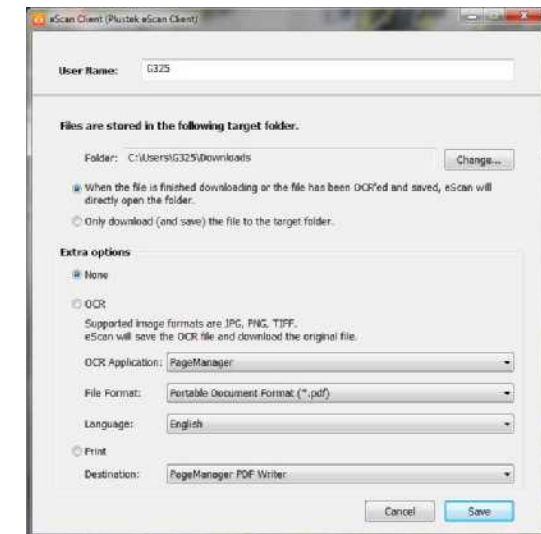 eScan Client (Plustek eScan Client)
User Name: G325
Files are stored in the following target folder.
Folder: C:\Users\G325\Downloads
Change...
When the file is finished downloading or the file has been OCR'ed and saved, eScan will
directly open the folder.
Only download (and save) the file to the target folder.
Extra options
None
OCR
Supported image formats are JPG, PNG, TIFF.
eScan will save the OCR file and download the original file.
OCR Application: PageManager
File Format: Portable Document Format (*.pdf)
Language: English
Print
Destination: PageManager PDF Writer
Cancel Save